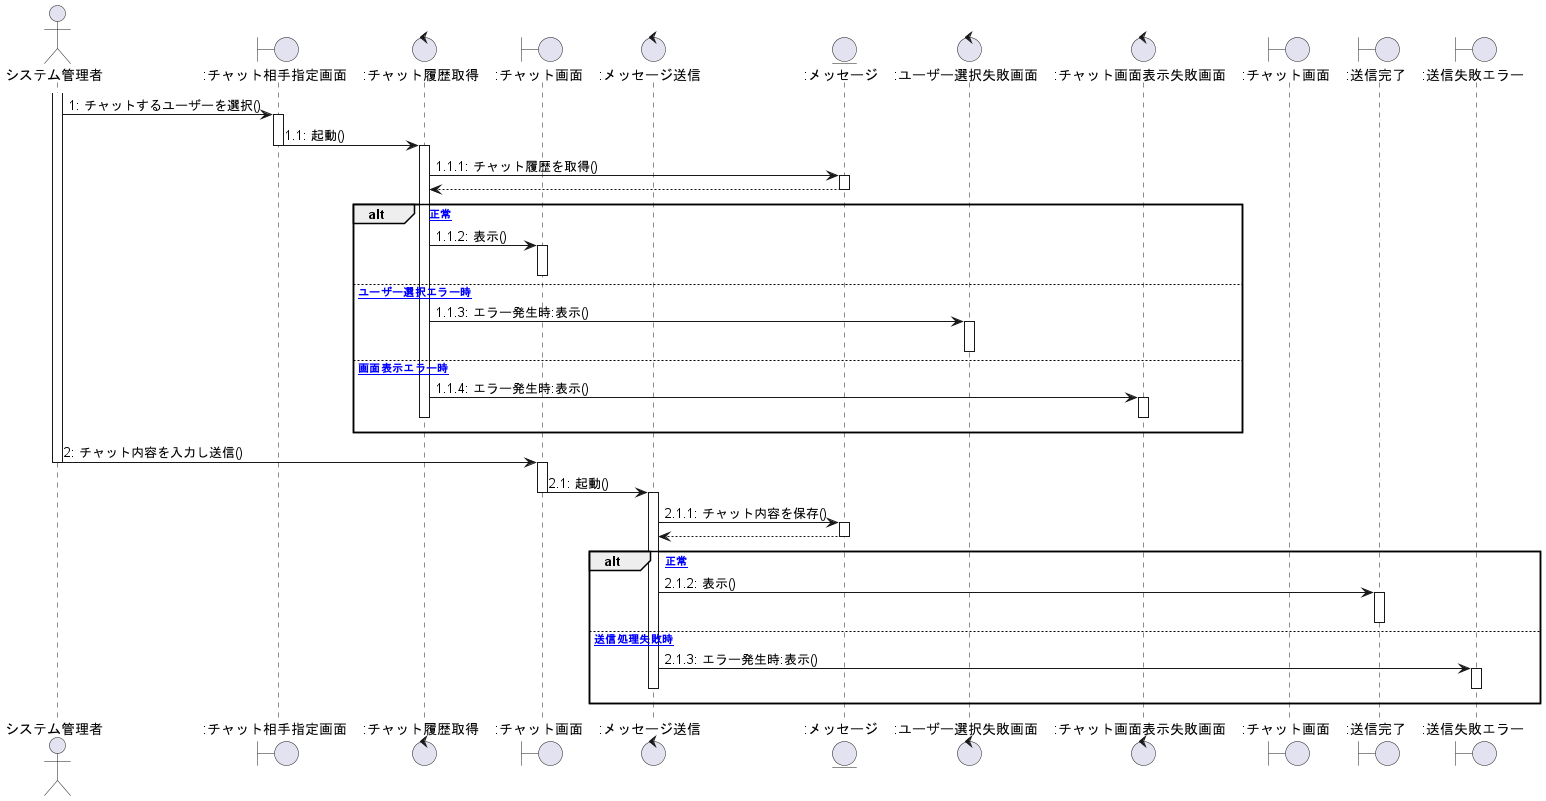 システム管理者
:チャット相手指定画面
:チャット履歴取得
:チャット画面
:メッセージ送信
:メッセージ
:ユーザー選択失敗画面
:チャット画面表示失敗画面
:チャット画面
:送信完了
:送信失敗エラー
1: チャットするユーザーを選択()
1.1: 起動()
1.1.1: チャット履歴を取得()
alt
正常
1.1.2: 表示()
ユーザー選択エラー時
1.1.3: エラー発生時:表示()
画面表示エラー時
1.1.4: エラー発生時:表示()
2: チャット内容を入力し送信()
2.1: 起動()
2.1.1: チャット内容を保存()
alt
正常
2.1.2: 表示()
送信処理失敗時
2.1.3: エラー発生時:表示()
システム管理者
:チャット相手指定画面
:チャット履歴取得
:チャット画面
:メッセージ送信
:メッセージ
:ユーザー選択失敗画面
:チャット画面表示失敗画面
:チャット画面
:送信完了
:送信失敗エラー